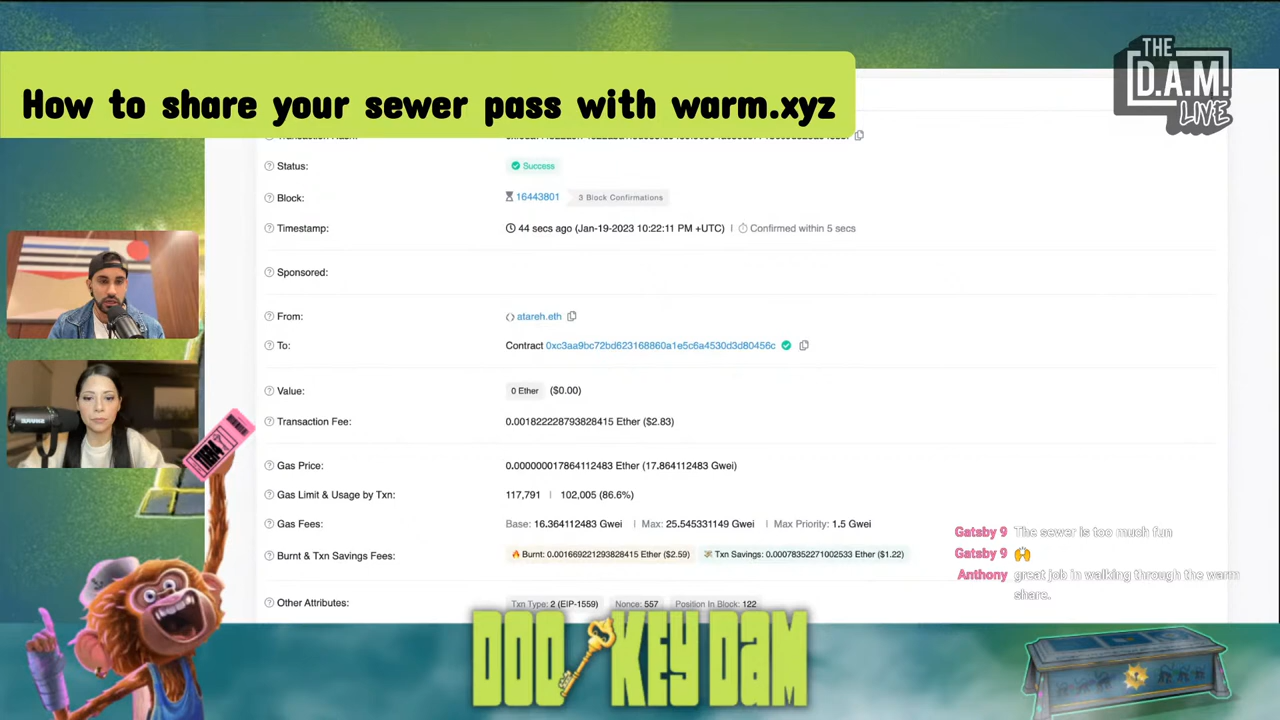 How to share your sewer pass with warm.xyz
THE
D.A.M!
LIVE
Status:
Success
Block:
16443801
3 Block Confirmations
Timestamp:
44 secs ago (Jan-19-2023 10:22:11 PM +UTC) | Confirmed within 5 secs
Sponsored:
From:
atareh.eth
To:
Contract 0xc3aa9bc72bd623168860a1e5c6a4530d3d80456c
Value:
0 Ether ($0.00)
Transaction Fee:
0.001822228793828415 Ether ($2.83)
Gas Price:
0.000000017864112483 Ether (17.864112483 Gwei)
Gas Limit & Usage by Txn:
117,791 | 102,005 (86.6%)
Gas Fees:
Base: 16.364112483 Gwei | Max: 25.545331149 Gwei | Max Priority: 1.5 Gwei
Burnt & Txn Savings Fees:
🔥 Burnt: 0.001669221293828415 Ether ($2.59)
💸 Txn Savings: 0.00078352271002533 Ether ($1.22)
Other Attributes:
Txn Type: 2 (EIP-1559)
Nonce: 557
Position In Block: 122
Gatsby 9 The sewer is too much fun
Gatsby 9 🙌
Anthony great job in walking through the warm
share.
DOO KEY DAM